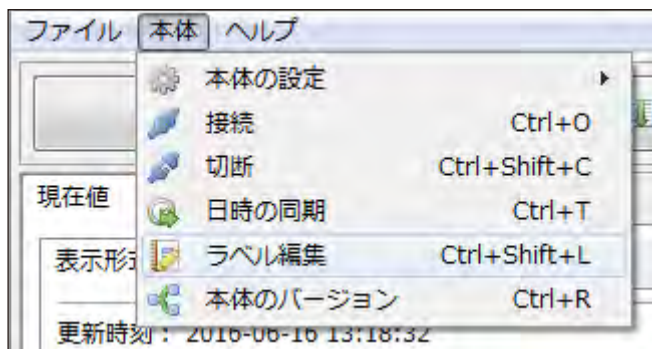 ファイル 本体 ヘルプ
本体の設定
接続 Ctrl+O
切断 Ctrl+Shift+C
現在値
日時の同期 Ctrl+T
表示形
ラベル編集 Ctrl+Shift+L
本体のバージョン Ctrl+R
更新時刻： 2016-06-16 13:18:32